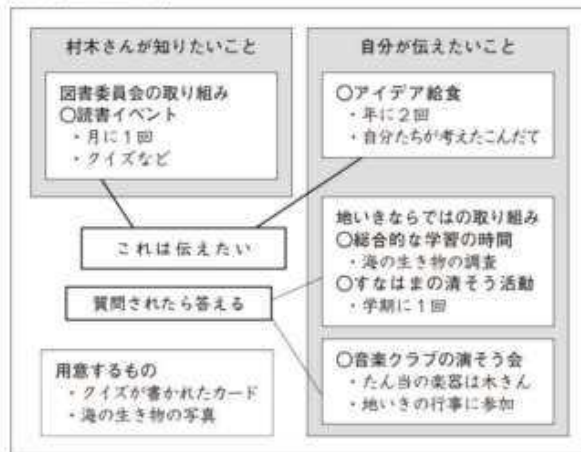 村木さんが知りたいこと
図書委員会の取り組み
〇読書イベント
・月に1回
・クイズなど
自分が伝えたいこと
〇アイデア給食
・年に2回
・自分たちが考えたこんだて
これは伝えたい
質問されたら答える
地いきならではの取り組み
〇総合的な学習の時間
・海の生き物の調査
〇すなはまの清そう活動
・学期に1回
〇音楽クラブの演そう会
・たん当の楽器は木きん
・地いきの行事に参加
用意するもの
・クイズが書かれたカード
・海の生き物の写真